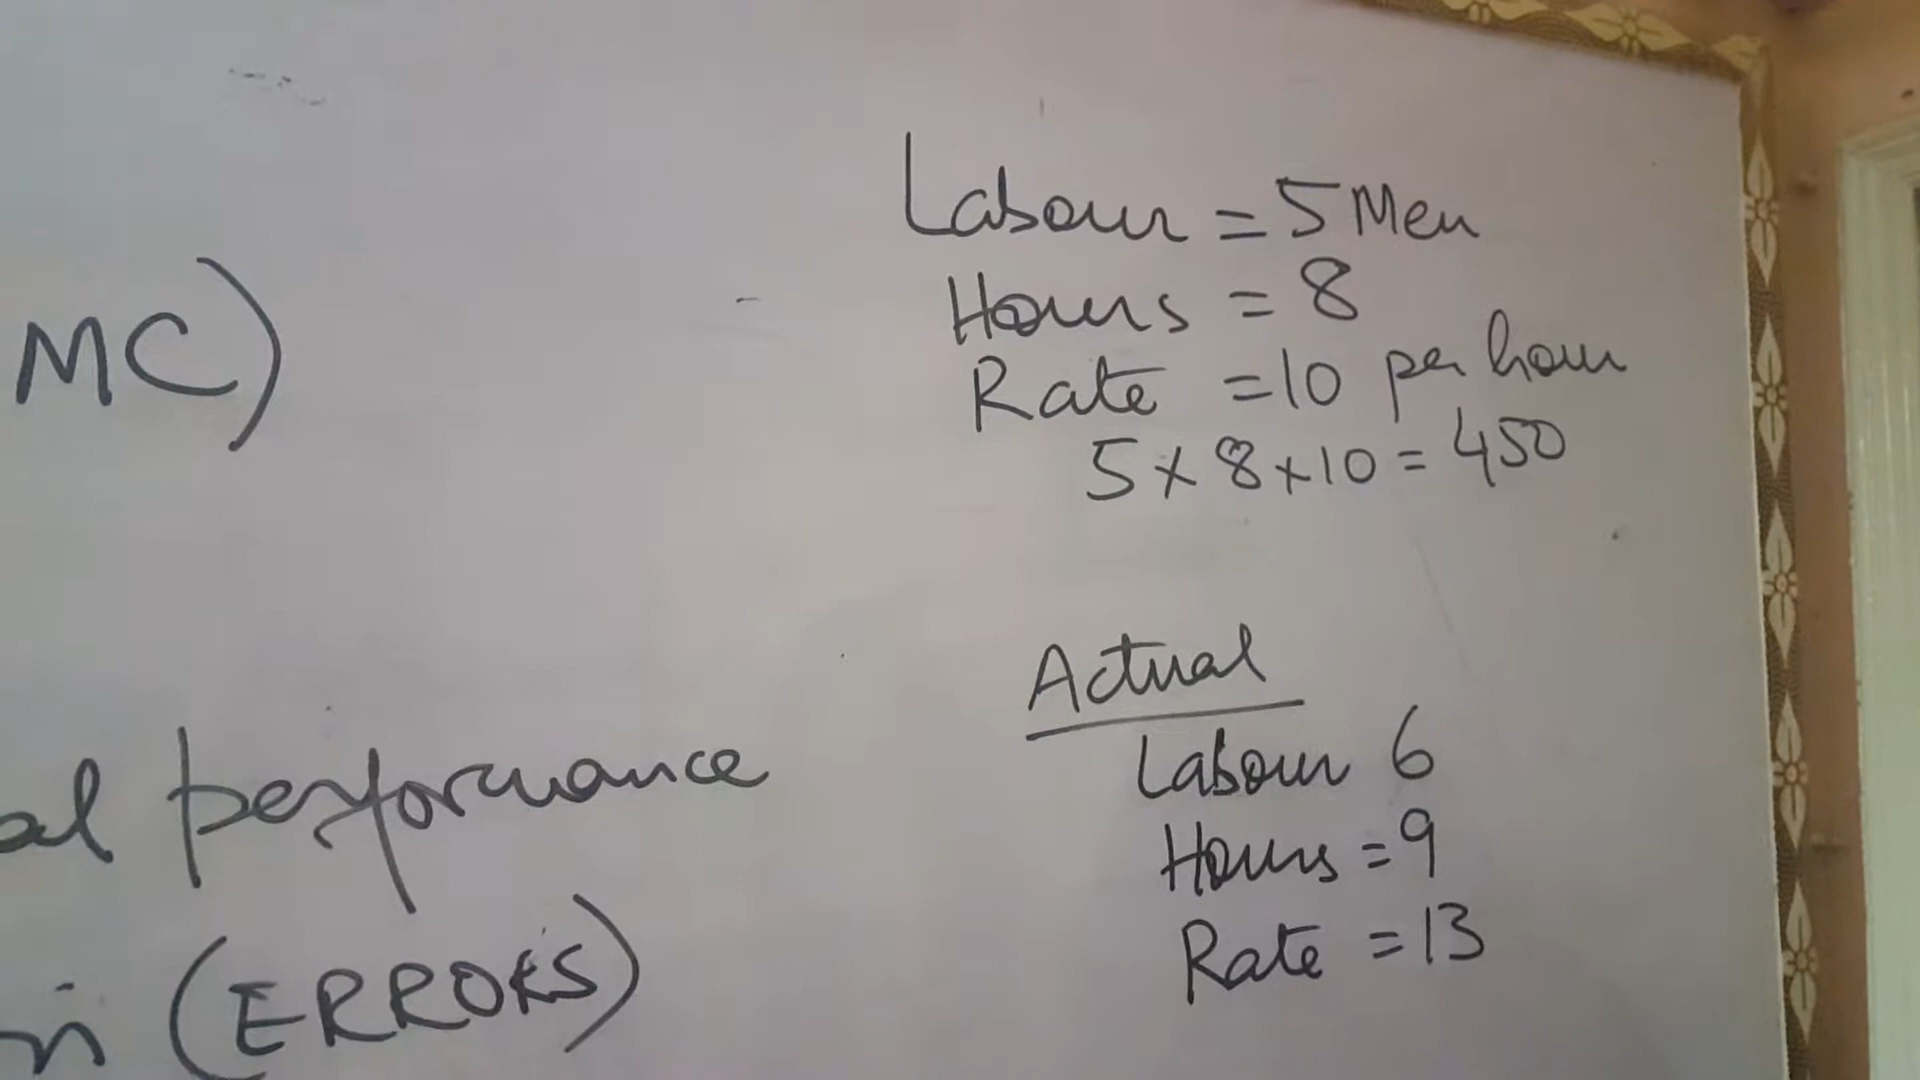 MC)
al performance
n (ERRORS)
Labour = 5 Men
Hours = 8
Rate = 10 per hour
5 x 8 x 10 = 450
Actual
Labour 6
Hours = 9
Rate = 13